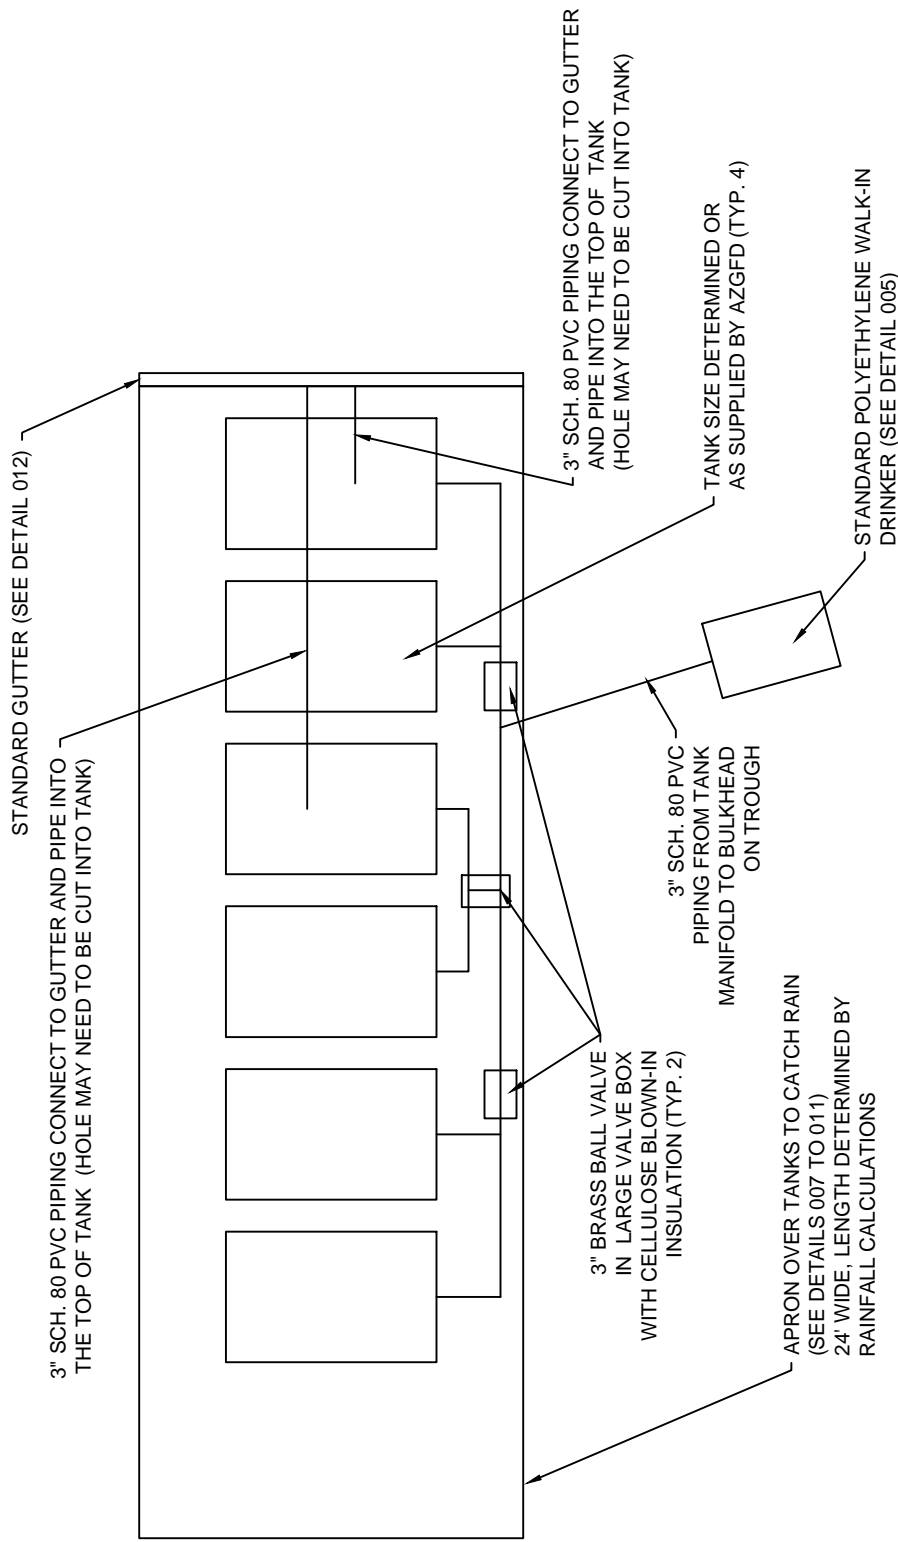 STANDARD GUTTER (SEE DETAIL 012)
3" SCH. 80 PVC PIPING CONNECT TO GUTTER AND PIPE INTO
THE TOP OF TANK (HOLE MAY NEED TO BE CUT INTO TANK)
3" SCH. 80 PVC PIPING CONNECT TO GUTTER
AND PIPE INTO THE TOP OF TANK
(HOLE MAY NEED TO BE CUT INTO TANK)
TANK SIZE DETERMINED OR
AS SUPPLIED BY AZGFD (TYP. 4)
STANDARD POLYETHYLENE WALK-IN
DRINKER (SEE DETAIL 005)
3" SCH. 80 PVC
PIPING FROM TANK
MANIFOLD TO BULKHEAD
ON TROUGH
3" BRASS BALL VALVE
IN LARGE VALVE BOX
WITH CELLULOSE BLOWN-IN
INSULATION (TYP. 2)
APRON OVER TANKS TO CATCH RAIN
(SEE DETAILS 007 TO 011)
24' WIDE, LENGTH DETERMINED BY
RAINFALL CALCULATIONS